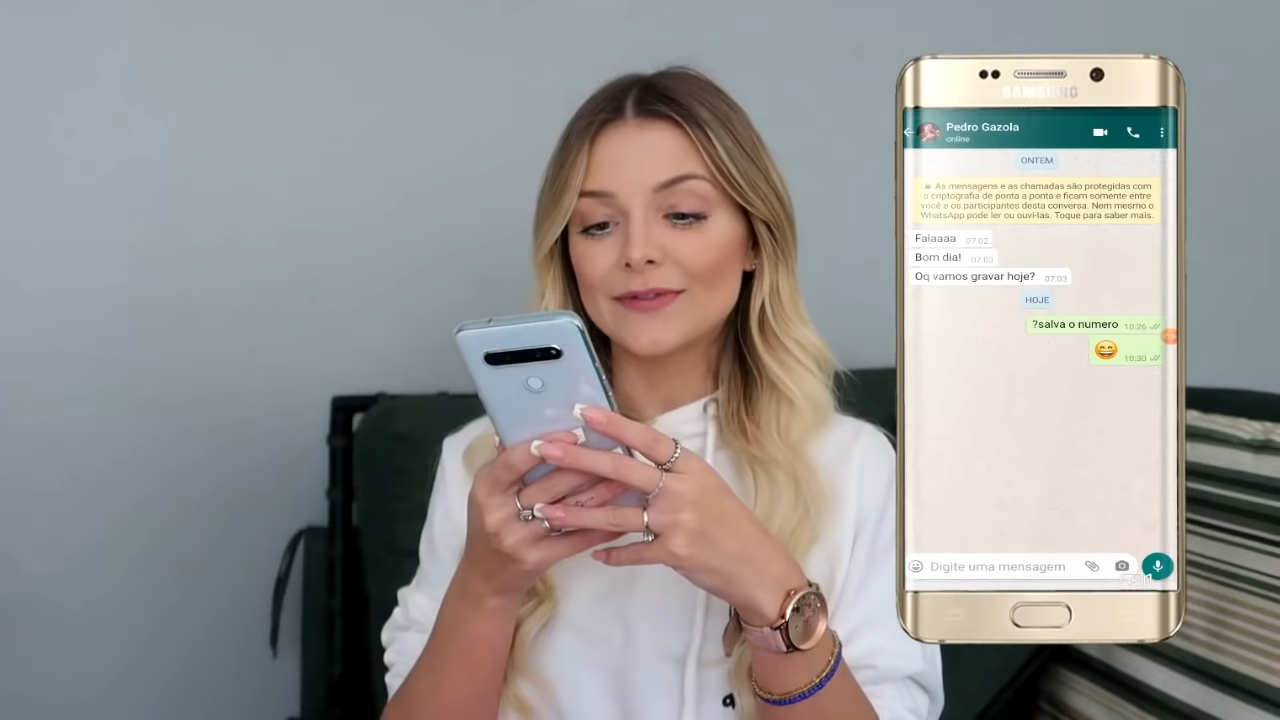 SAMSUNG
Pedro Gazola
online
ONTEM
As mensagens e as chamadas são protegidas com
a criptografia de ponta a ponta e ficam somente entre
você e os participantes desta conversa. Nem mesmo o
WhatsApp pode ler ou ouvi-las. Toque para saber mais.
Falaaaa 07:02
Bom dia! 07:03
Oq vamos gravar hoje? 07:03
HOJE
?salva o numero 10:26
10:30
Digite uma mensagem